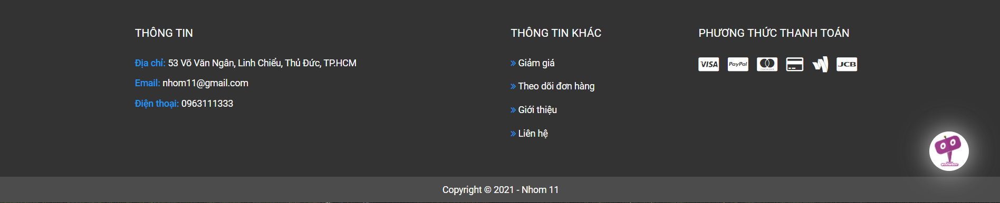 THÔNG TIN
Địa chỉ: 53 Võ Văn Ngân, Linh Chiểu, Thủ Đức, TP.HCM
Email: nhom11@gmail.com
Điện thoại: 0963111333
THÔNG TIN KHÁC
» Giảm giá
» Theo dõi đơn hàng
» Giới thiệu
» Liên hệ
PHƯƠNG THỨC THANH TOÁN
VISA PayPal JCB
Copyright © 2021 - Nhom 11